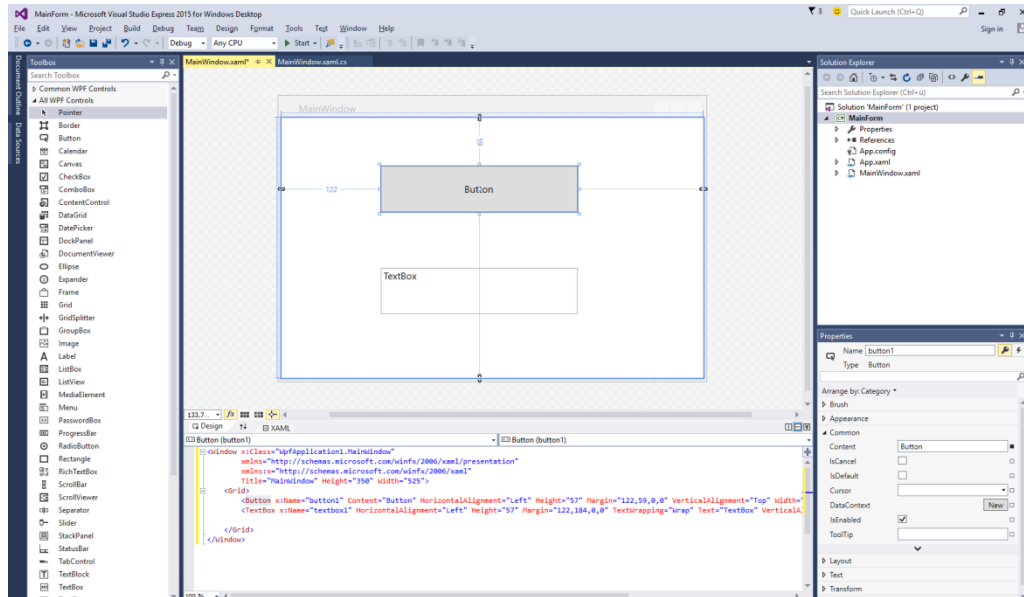 MainForm - Microsoft Visual Studio Express 2015 for Windows Desktop
3
Quick Launch (Ctrl+Q)
File Edit View Project Build Debug Team Design Format Tools Test Window Help
Sign in
Debug Any CPU Start
Document Outline
Data Sources
Toolbox
Search Toolbox
Common WPF Controls
All WPF Controls
Pointer
Border
Button
Calendar
Canvas
CheckBox
ComboBox
ContentControl
DataGrid
DatePicker
DockPanel
DocumentViewer
Ellipse
Expander
Frame
Grid
GridSplitter
GroupBox
Image
Label
ListBox
ListView
MediaElement
Menu
PasswordBox
ProgressBar
RadioButton
Rectangle
RichTextBox
ScrollBar
ScrollViewer
Separator
Slider
StackPanel
StatusBar
TabControl
TextBlock
TextBox
MainWindow.xaml* MainWindow.xaml.cs
MainWindow
59
122
Button
TextBox
133.7...
Design XAML
Button (button1) Button (button1)
<Window x:Class="WpfApplication1.MainWindow"
xmlns="http://schemas.microsoft.com/winfx/2006/xaml/presentation"
xmlns:x="http://schemas.microsoft.com/winfx/2006/xaml"
Title="MainWindow" Height="350" Width="525">
<Grid>
<Button x:Name="button1" Content="Button" HorizontalAlignment="Left" Height="57" Margin="122,59,0,0" VerticalAlignment="Top" Width="
<TextBox x:Name="textbox1" HorizontalAlignment="Left" Height="57" Margin="122,184,0,0" TextWrapping="Wrap" Text="TextBox" VerticalAl
</Grid>
</Window>
100 %
Solution Explorer
Search Solution Explorer (Ctrl+ü)
Solution 'MainForm' (1 project)
MainForm
Properties
References
App.config
App.xaml
MainWindow.xaml
Properties
Name button1
Type Button
Arrange by: Category
Brush
Appearance
Common
Content Button
IsCancel
IsDefault
Cursor
DataContext New
IsEnabled
ToolTip
Layout
Text
Transform